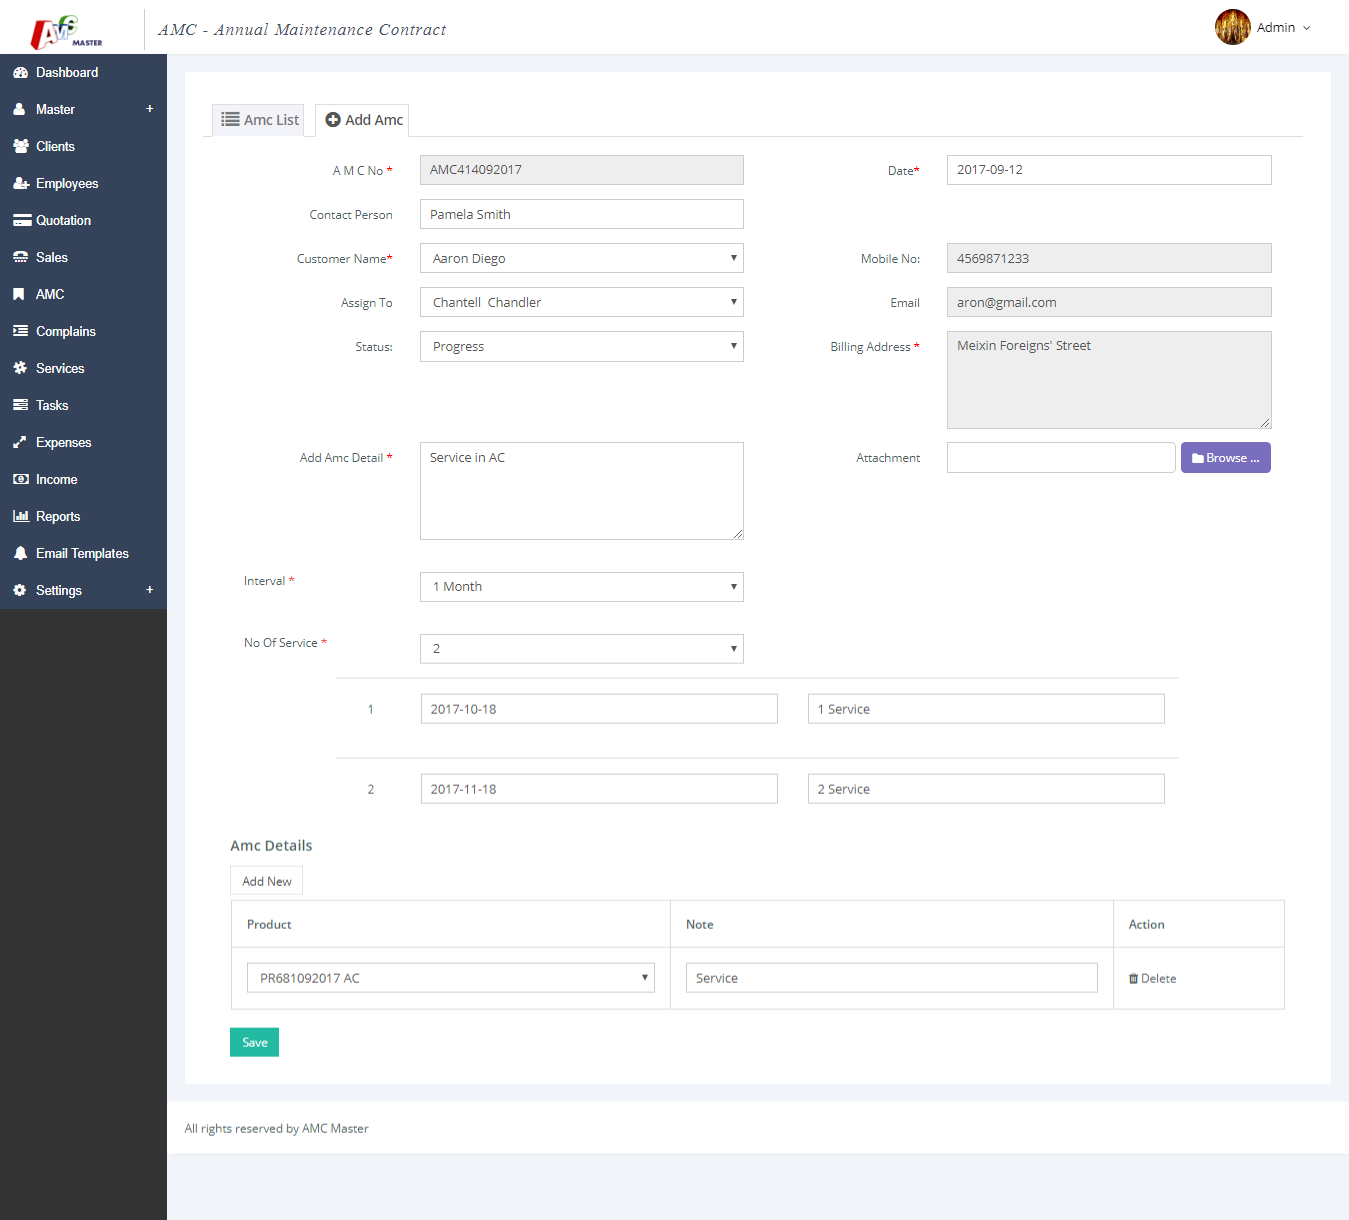 AMC MASTER
AMC - Annual Maintenance Contract
Admin
Dashboard
Master +
Clients
Employees
Quotation
Sales
AMC
Complains
Services
Tasks
Expenses
Income
Reports
Email Templates
Settings +
Amc List
Add Amc
A M C No * AMC414092017
Date* 2017-09-12
Contact Person Pamela Smith
Customer Name* Aaron Diego
Mobile No: 4569871233
Assign To Chantell Chandler
Email aron@gmail.com
Status: Progress
Billing Address * Meixin Foreigns' Street
Add Amc Detail * Service in AC
Attachment Browse ...
Interval * 1 Month
No Of Service * 2
1 2017-10-18 1 Service
2 2017-11-18 2 Service
Amc Details
Add New
Product Note Action
PR681092017 AC Service Delete
Save
All rights reserved by AMC Master